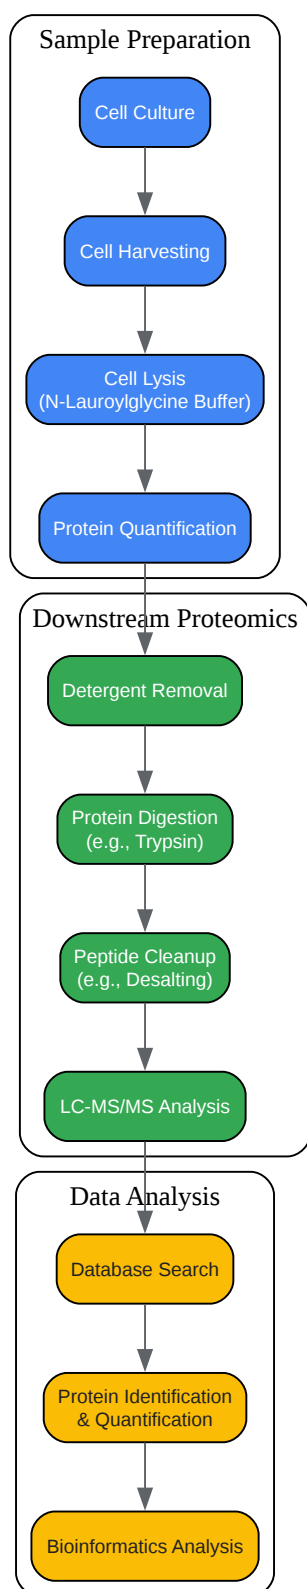 Sample Preparation
Cell Culture
Cell Harvesting
Cell Lysis
(N-Lauroylglycine Buffer)
Protein Quantification
Downstream Proteomics
Detergent Removal
Protein Digestion
(e.g., Trypsin)
Peptide Cleanup
(e.g., Desalting)
LC-MS/MS Analysis
Data Analysis
Database Search
Protein Identification
& Quantification
Bioinformatics Analysis